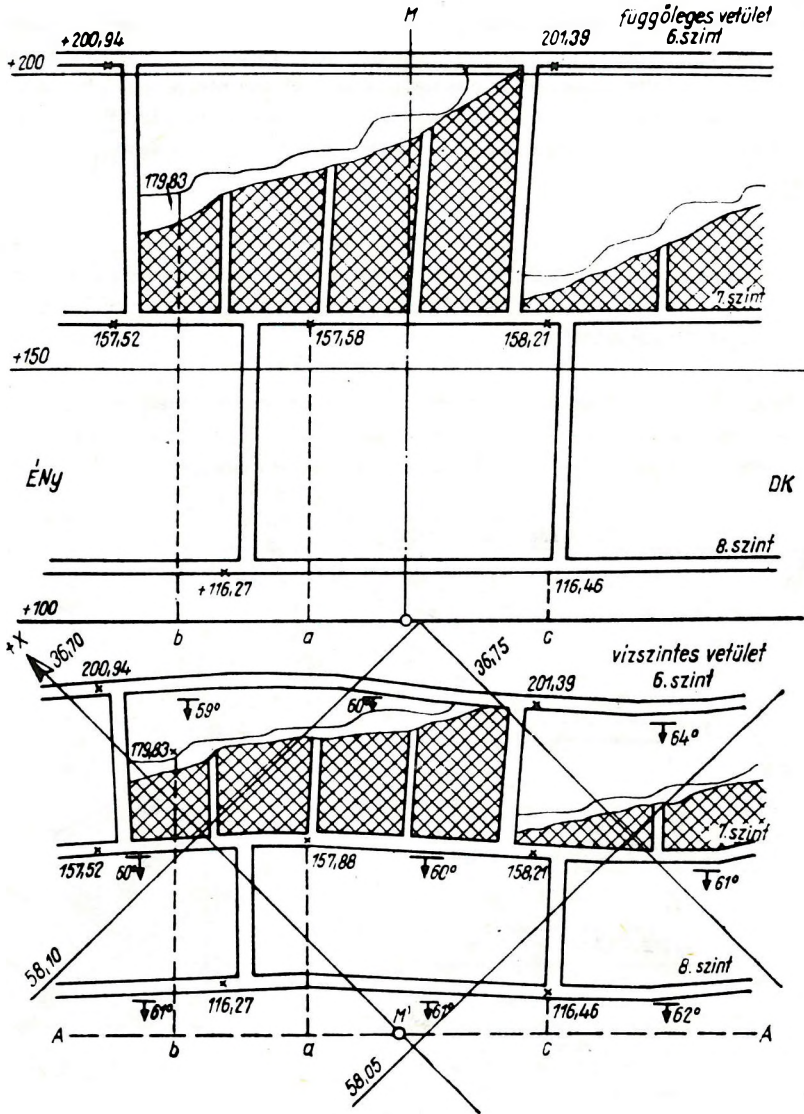 M
függőleges vetület
6. szint
+200,94
201,39
+200
179,83
7. szint
157,52
157,58
158,21
+150
ÉNy
DK
8. szint
+116,27
116,46
+100
b
a
c
+X
36,70
36,75
vizszintes vetület
6. szint
200,94
201,39
59°
60°
64°
179,83
7. szint
157,52
60°
157,88
60°
158,21
61°
58,10
8. szint
116,27
116,46
61°
61°
62°
M'
A
b
a
c
A
58,05